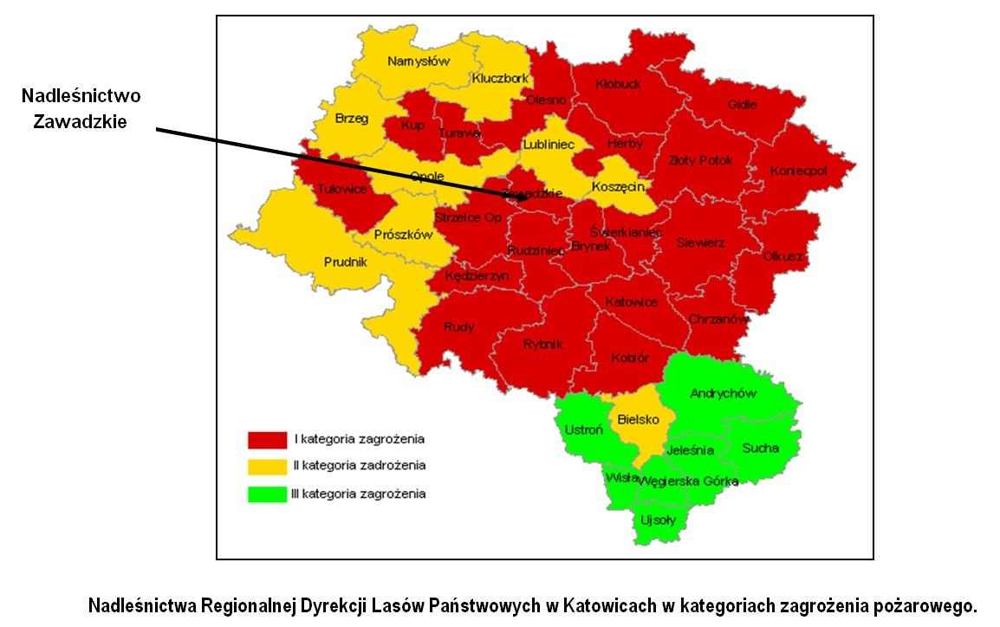 Nadleśnictwo
Zawadzkie
Namysłów
Kluczbork
Kłobuck
Olesno
Gidle
Brzeg
Kup
Turawa
Lubliniec
Herby
Złoty Potok
Koniecpol
Opole
Tułowice
Zawadzkie
Koszęcin
Strzelce Op.
Prószków
Świerklaniec
Siewierz
Rudziniec
Brynek
Olkusz
Prudnik
Kędzierzyn
Katowice
Chrzanów
Rudy
Rybnik
Kobiór
Andrychów
Bielsko
Ustroń
Jeleśnia
Sucha
Wisła
Węgierska Górka
Ujsoły
I kategoria zagrożenia
II kategoria zadrożenia
III kategoria zagrożenia
Nadleśnictwa Regionalnej Dyrekcji Lasów Państwowych w Katowicach w kategoriach zagrożenia pożarowego.